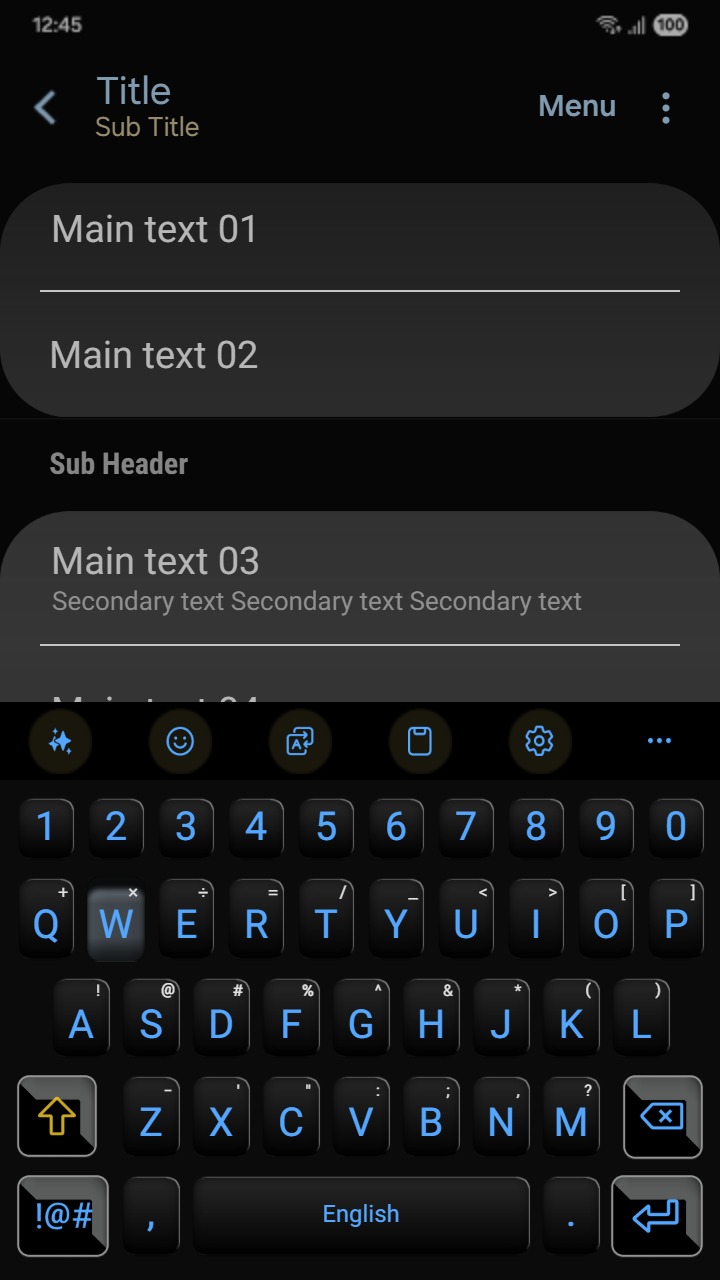 12:45
100
Title
Sub Title
Menu
Main text 01
Main text 02
Sub Header
Main text 03
Secondary text Secondary text Secondary text
1 2 3 4 5 6 7 8 9 0
+ × ÷ = / _ < > [ ]
Q W E R T Y U I O P
! @ # % ^ & * ( )
A S D F G H J K L
- ' " : ; , ?
Z X C V B N M
!@# , English .